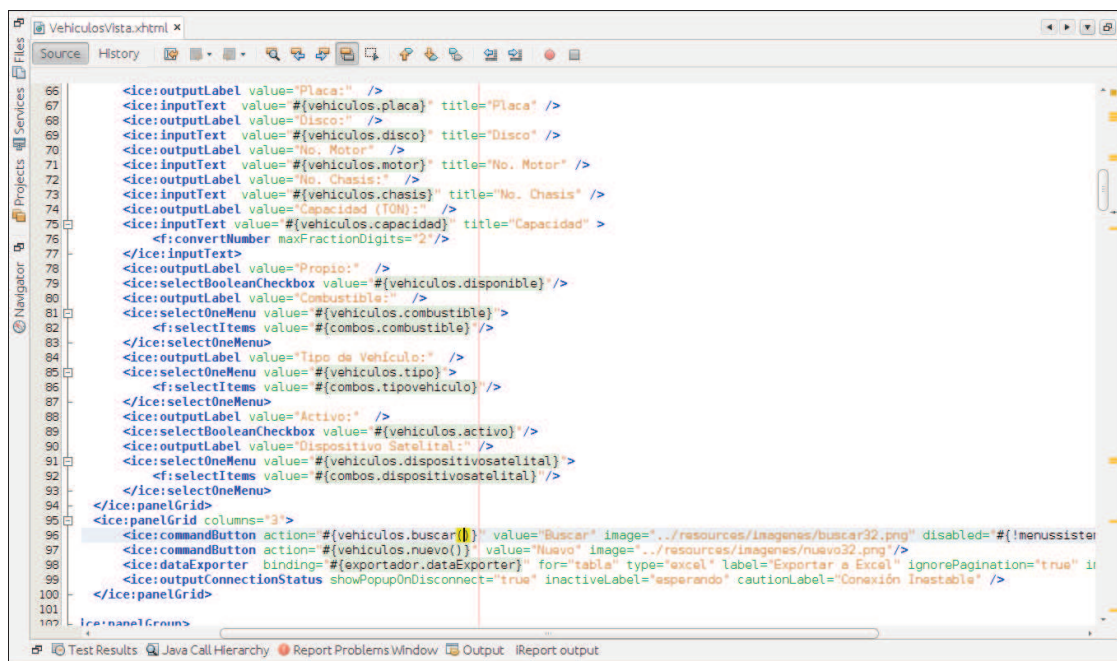 VehiculosVista.xhtml
Source History
Files
Services
Projects
Navigator
66 <ice:outputLabel value="Placa:" />
67 <ice:inputText value="#{vehiculos.placa}" title="Placa" />
68 <ice:outputLabel value="Disco:" />
69 <ice:inputText value="#{vehiculos.disco}" title="Disco" />
70 <ice:outputLabel value="No. Motor" />
71 <ice:inputText value="#{vehiculos.motor}" title="No. Motor" />
72 <ice:outputLabel value="No. Chasis:" />
73 <ice:inputText value="#{vehiculos.chasis}" title="No. Chasis" />
74 <ice:outputLabel value="Capacidad (TON):" />
75 <ice:inputText value="#{vehiculos.capacidad}" title="Capacidad" >
76 <f:convertNumber maxFractionDigits="2"/>
77 </ice:inputText>
78 <ice:outputLabel value="Propio:" />
79 <ice:selectBooleanCheckbox value="#{vehiculos.disponible}"/>
80 <ice:outputLabel value="Combustible:" />
81 <ice:selectOneMenu value="#{vehiculos.combustible}">
82 <f:selectItems value="#{combos.combustible}"/>
83 </ice:selectOneMenu>
84 <ice:outputLabel value="Tipo de Vehículo:" />
85 <ice:selectOneMenu value="#{vehiculos.tipo}">
86 <f:selectItems value="#{combos.tipovehiculo}"/>
87 </ice:selectOneMenu>
88 <ice:outputLabel value="Activo:" />
89 <ice:selectBooleanCheckbox value="#{vehiculos.activo}"/>
90 <ice:outputLabel value="Dispositivo Satelital:" />
91 <ice:selectOneMenu value="#{vehiculos.dispositivosatelital}">
92 <f:selectItems value="#{combos.dispositivosatelital}"/>
93 </ice:selectOneMenu>
94 </ice:panelGrid>
95 <ice:panelGrid columns="3">
96 <ice:commandButton action="#{vehiculos.buscar()}" value="Buscar" image="../resources/imagenes/buscar32.png" disabled="#{!menussister
97 <ice:commandButton action="#{vehiculos.nuevo()}" value="Nuevo" image="../resources/imagenes/nuevo32.png"/>
98 <ice:dataExporter binding="#{exportador.dataExporter}" for="tabla" type="excel" label="Exportar a Excel" ignorePagination="true" i
99 <ice:outputConnectionStatus showPopupOnDisconnect="true" inactiveLabel="esperando" cautionLabel="Conexión Inestable" />
100 </ice:panelGrid>
101
102 ice:panelGroup>
Test Results Java Call Hierarchy Report Problems Window Output IReport output